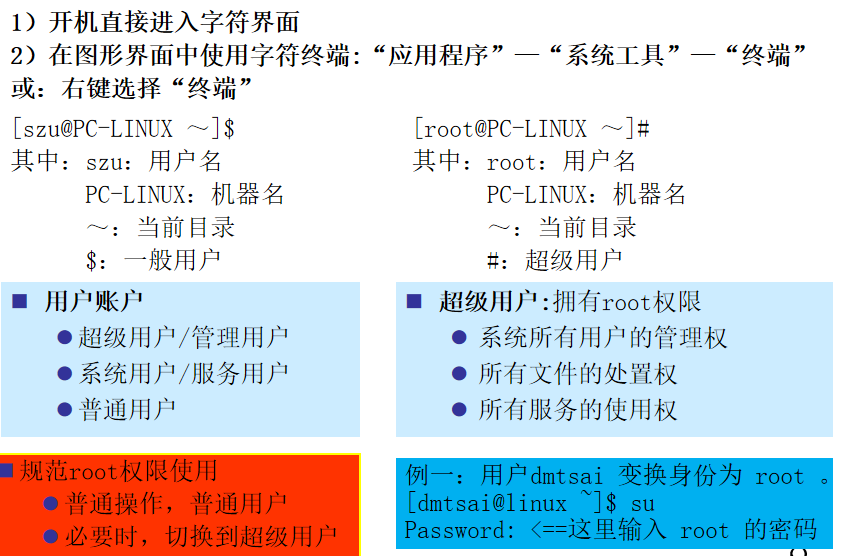 1）开机直接进入字符界面
2）在图形界面中使用字符终端:“应用程序”—“系统工具”—“终端”
或：右键选择“终端”
[szu@PC-LINUX ～]$
其中：szu：用户名
PC-LINUX：机器名
～：当前目录
$：一般用户
[root@PC-LINUX ～]#
其中：root：用户名
PC-LINUX：机器名
～：当前目录
#：超级用户
■ 用户账户
●超级用户/管理用户
●系统用户/服务用户
●普通用户
■ 超级用户:拥有root权限
● 系统所有用户的管理权
● 所有文件的处置权
● 所有服务的使用权
■规范root权限使用
●普通操作，普通用户
●必要时，切换到超级用户
例一：用户dmtsai 变换身份为 root 。
[dmtsai@linux ~]$ su
Password: <==这里输入 root 的密码